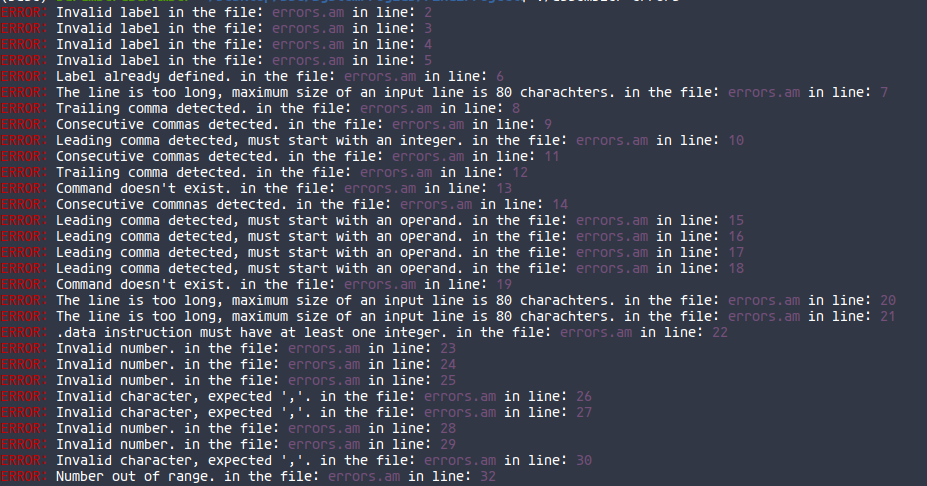 ERROR: Invalid label in the file: errors.am in line: 2
ERROR: Invalid label in the file: errors.am in line: 3
ERROR: Invalid label in the file: errors.am in line: 4
ERROR: Invalid label in the file: errors.am in line: 5
ERROR: Label already defined. in the file: errors.am in line: 6
ERROR: The line is too long, maximum size of an input line is 80 charachters. in the file: errors.am in line: 7
ERROR: Trailing comma detected. in the file: errors.am in line: 8
ERROR: Consecutive commas detected. in the file: errors.am in line: 9
ERROR: Leading comma detected, must start with an integer. in the file: errors.am in line: 10
ERROR: Consecutive commas detected. in the file: errors.am in line: 11
ERROR: Trailing comma detected. in the file: errors.am in line: 12
ERROR: Command doesn't exist. in the file: errors.am in line: 13
ERROR: Consecutive commnas detected. in the file: errors.am in line: 14
ERROR: Leading comma detected, must start with an operand. in the file: errors.am in line: 15
ERROR: Leading comma detected, must start with an operand. in the file: errors.am in line: 16
ERROR: Leading comma detected, must start with an operand. in the file: errors.am in line: 17
ERROR: Leading comma detected, must start with an operand. in the file: errors.am in line: 18
ERROR: Command doesn't exist. in the file: errors.am in line: 19
ERROR: The line is too long, maximum size of an input line is 80 charachters. in the file: errors.am in line: 20
ERROR: The line is too long, maximum size of an input line is 80 charachters. in the file: errors.am in line: 21
ERROR: .data instruction must have at least one integer. in the file: errors.am in line: 22
ERROR: Invalid number. in the file: errors.am in line: 23
ERROR: Invalid number. in the file: errors.am in line: 24
ERROR: Invalid number. in the file: errors.am in line: 25
ERROR: Invalid character, expected ','. in the file: errors.am in line: 26
ERROR: Invalid character, expected ','. in the file: errors.am in line: 27
ERROR: Invalid number. in the file: errors.am in line: 28
ERROR: Invalid number. in the file: errors.am in line: 29
ERROR: Invalid character, expected ','. in the file: errors.am in line: 30
ERROR: Number out of range. in the file: errors.am in line: 32